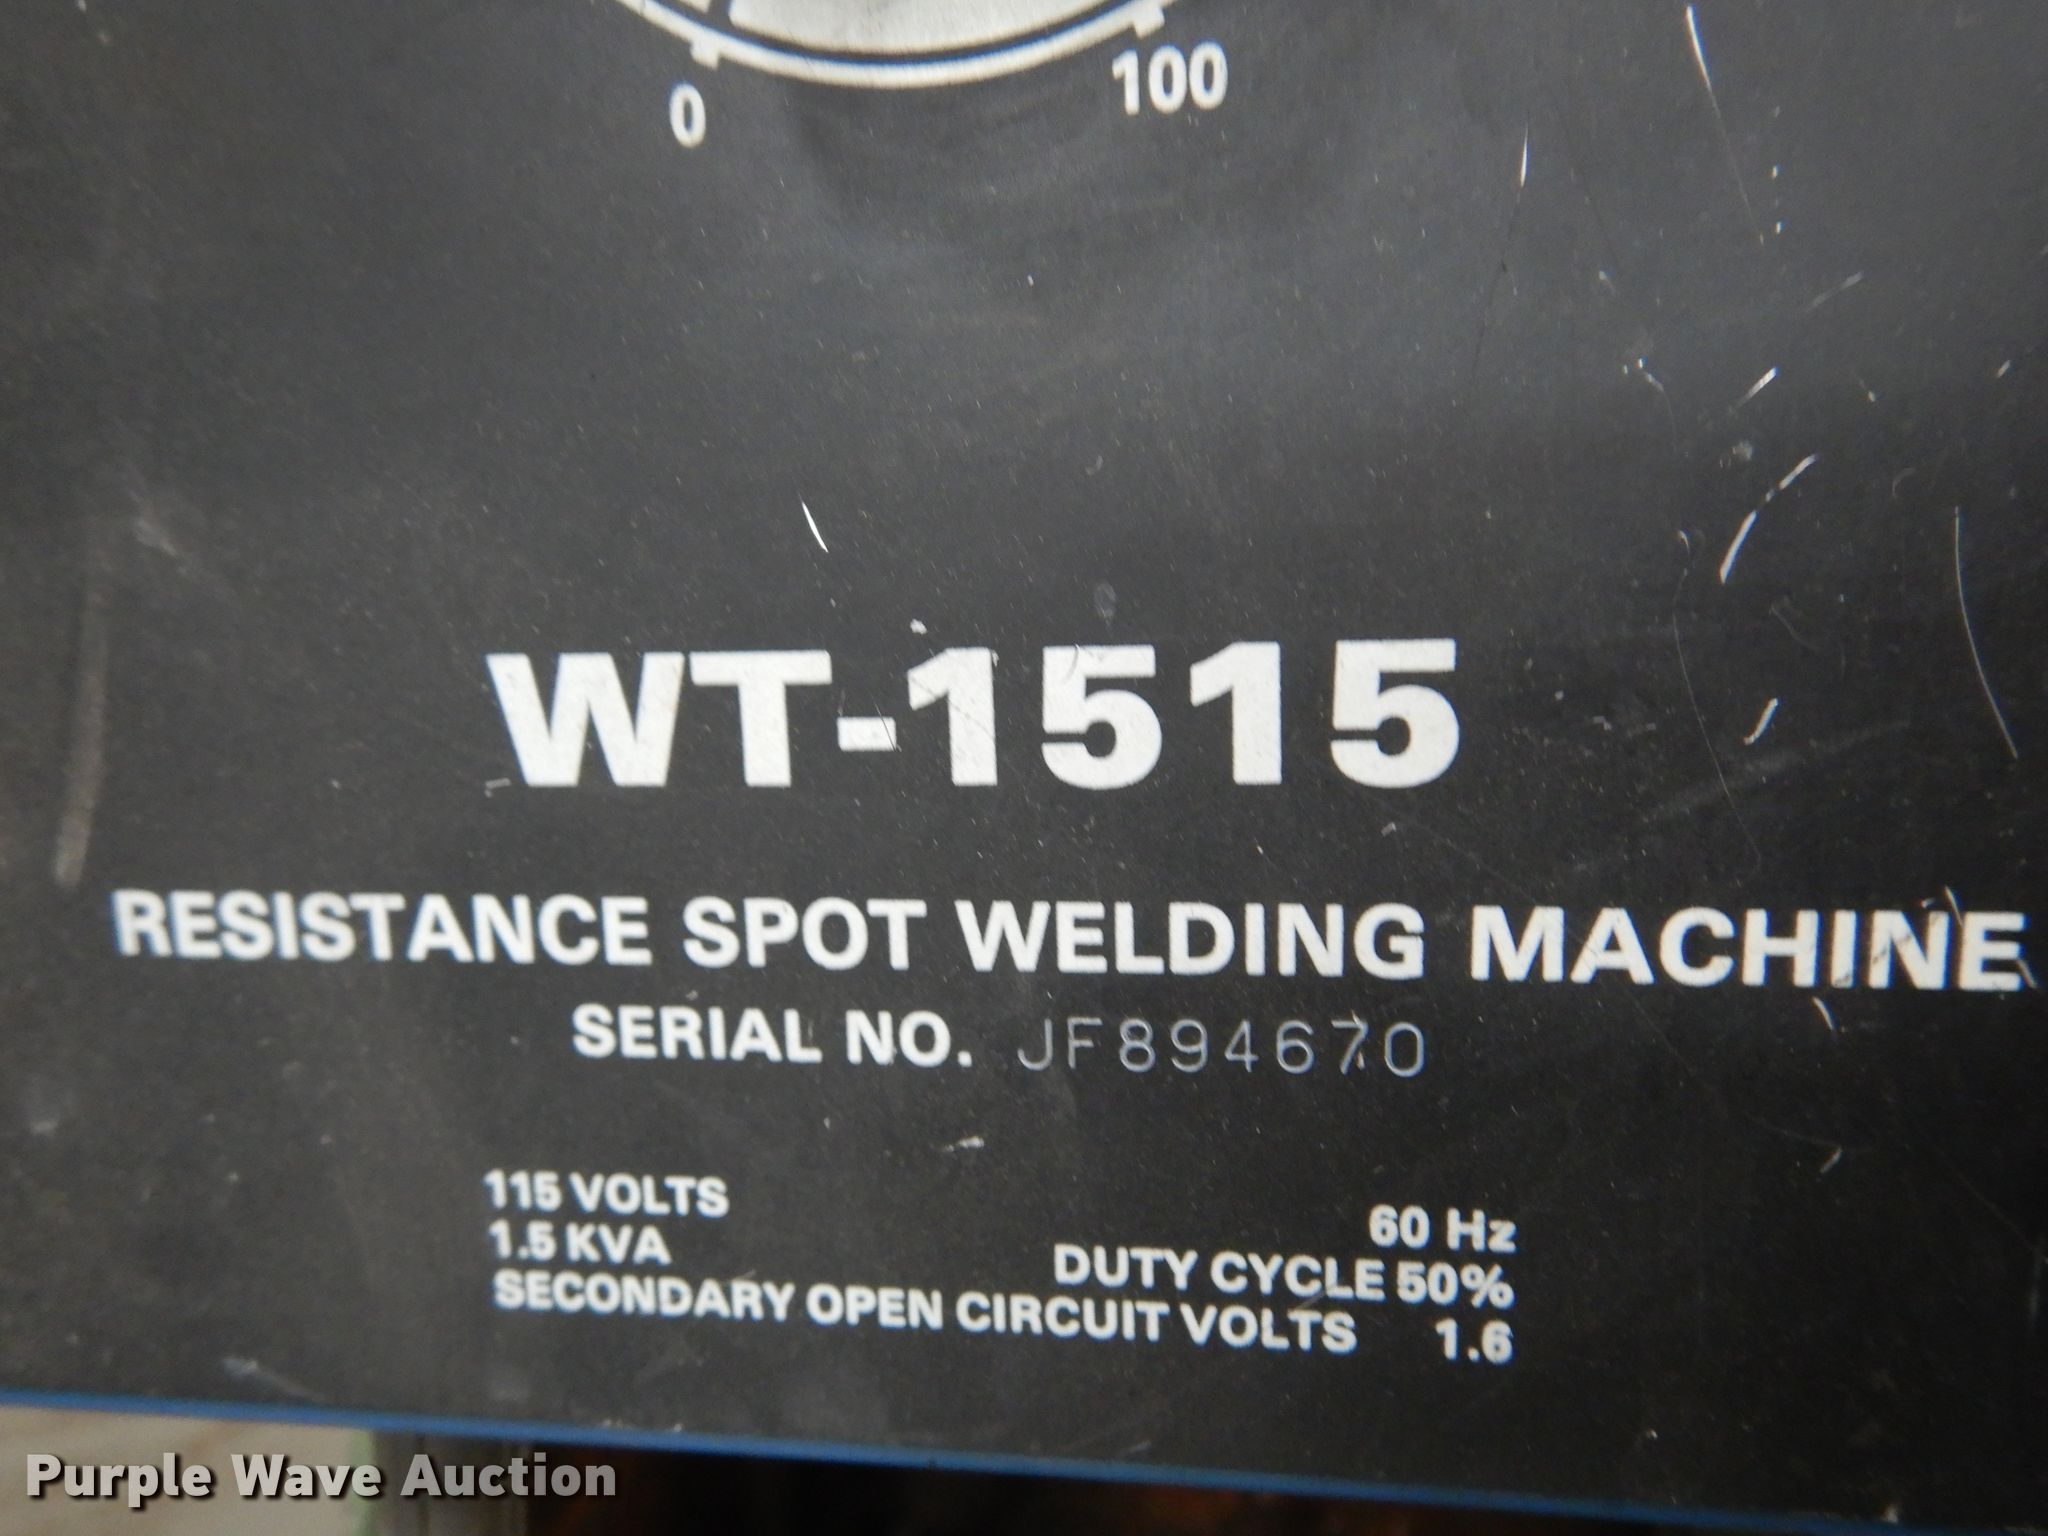 0
100
WT-1515
RESISTANCE SPOT WELDING MACHINE
SERIAL NO. JF894670
115 VOLTS
60 Hz
1.5 KVA
DUTY CYCLE 50%
SECONDARY OPEN CIRCUIT VOLTS 1.6
Purple Wave Auction